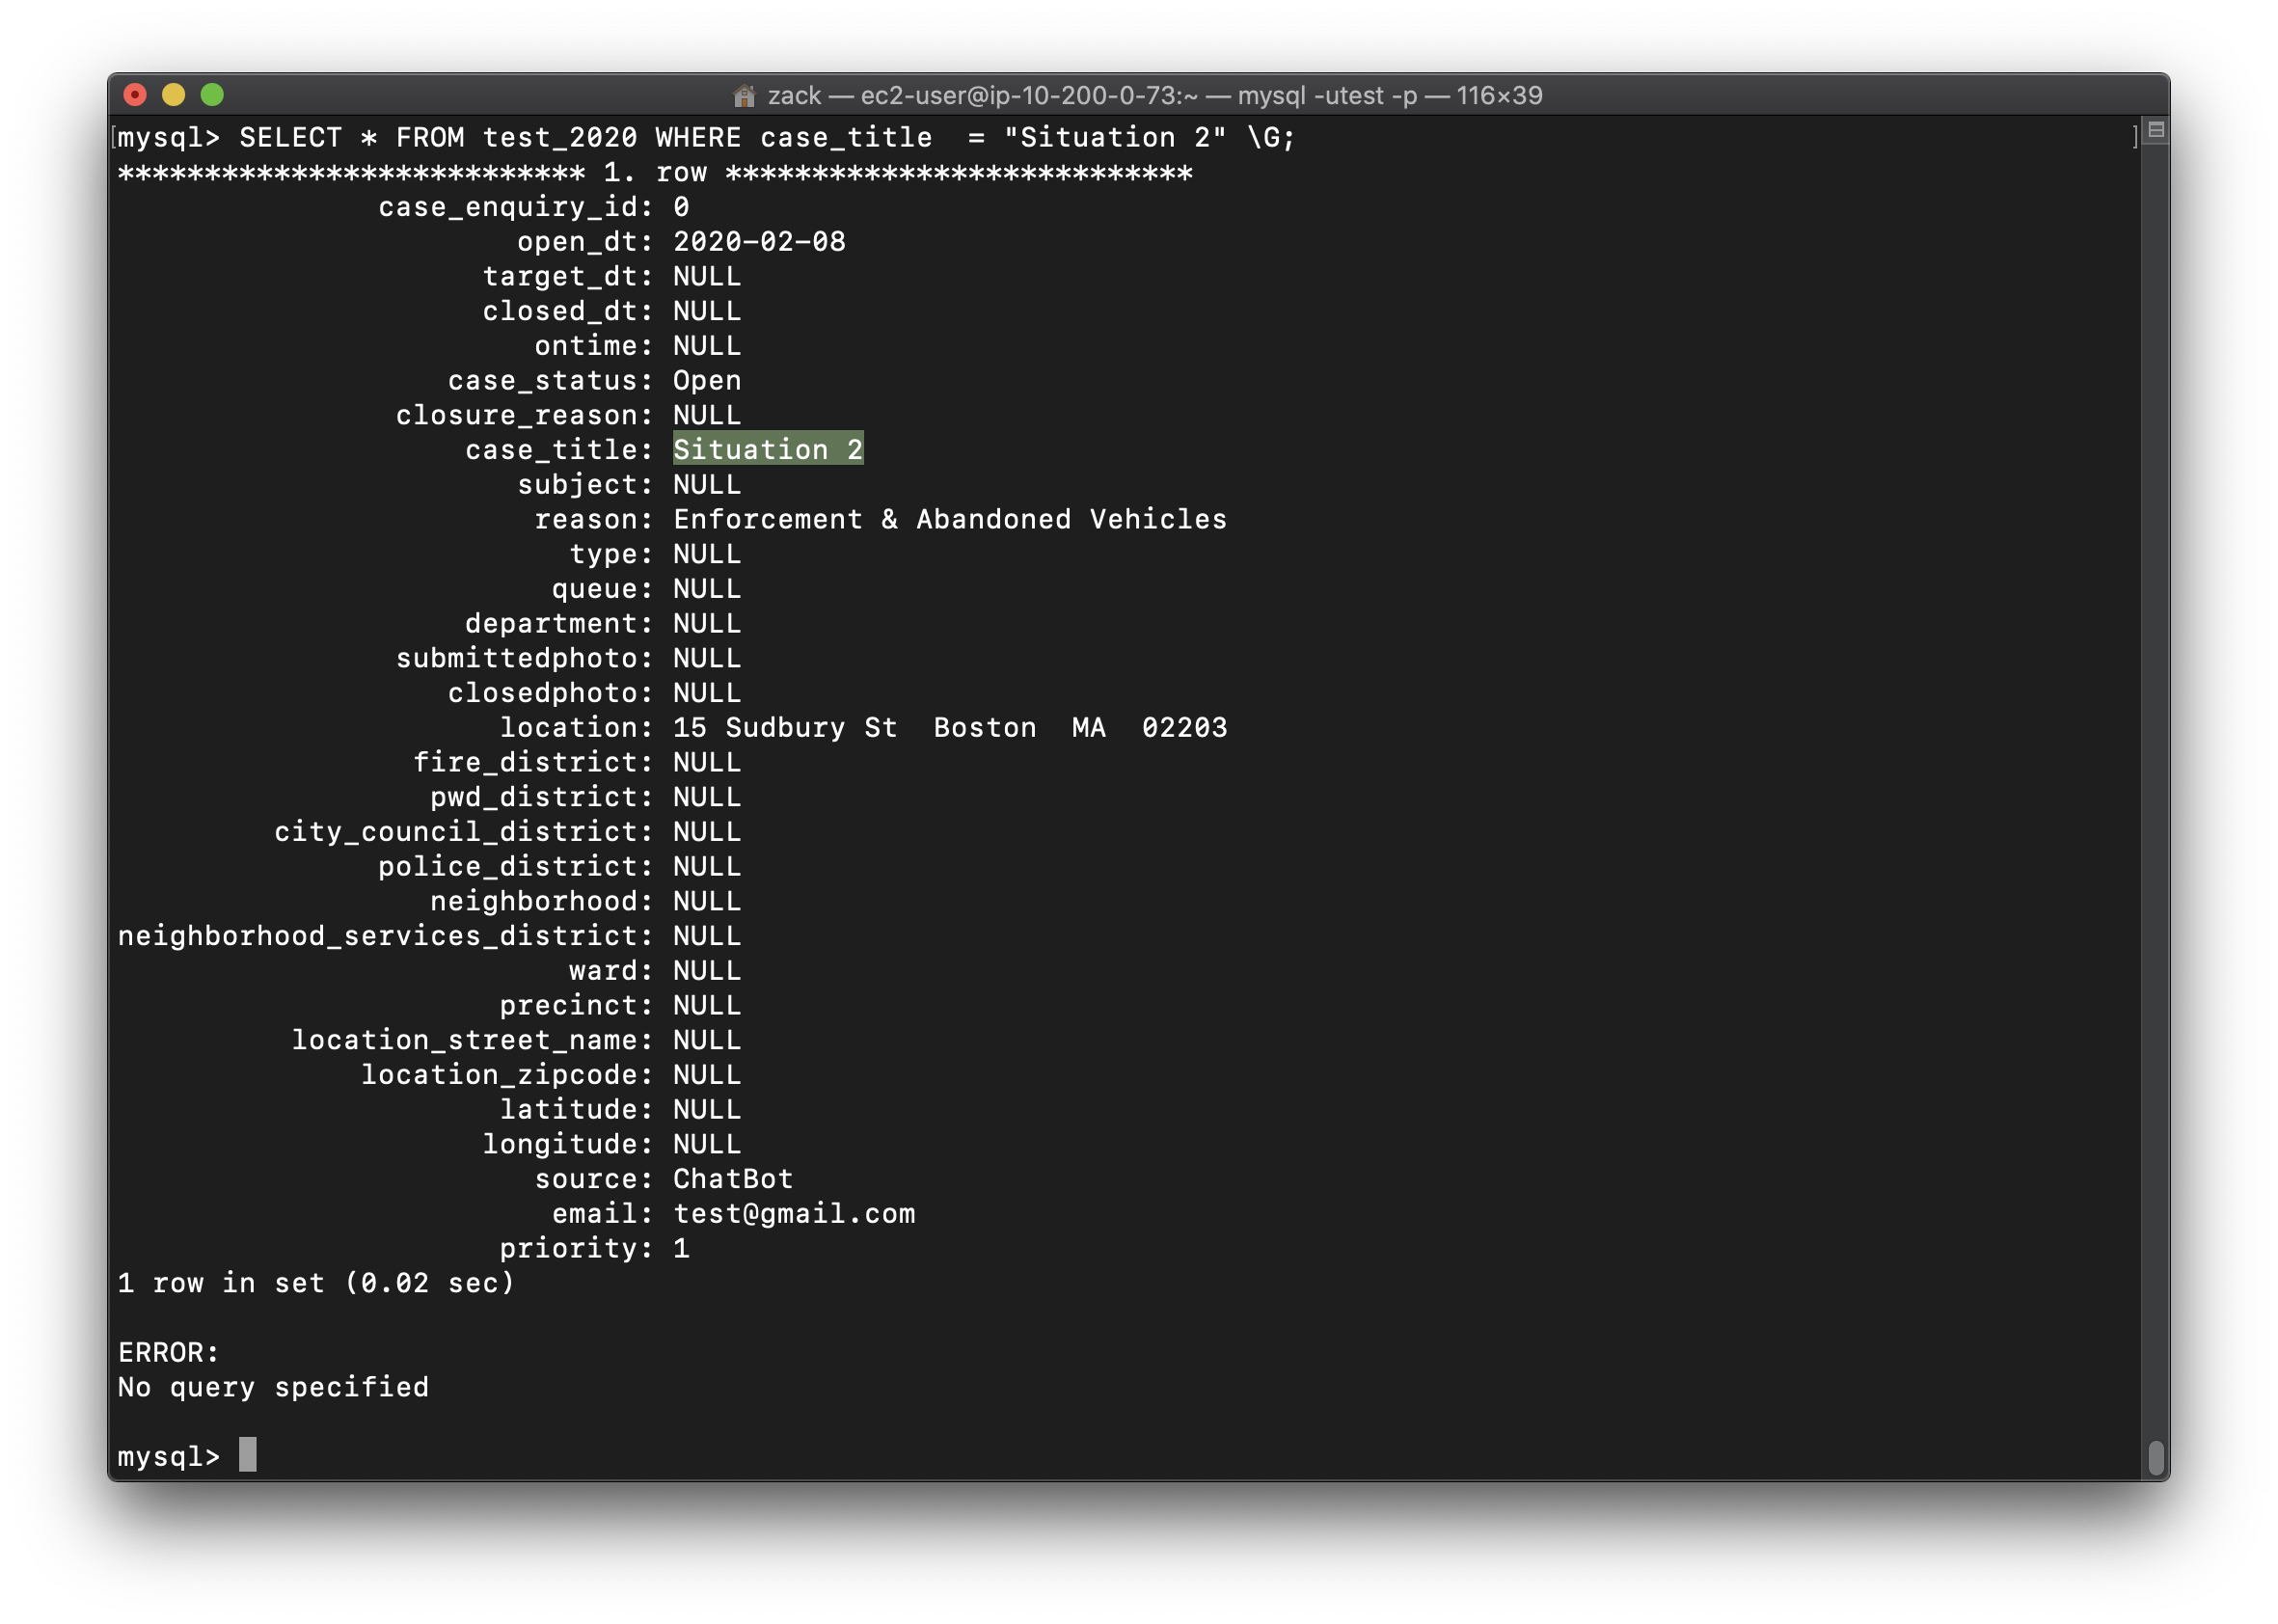 zack — ec2-user@ip-10-200-0-73:~ — mysql -utest -p — 116×39
[mysql> SELECT * FROM test_2020 WHERE case_title  = "Situation 2" \G; ]
*************************** 1. row ***************************
case_enquiry_id: 0
open_dt: 2020-02-08
target_dt: NULL
closed_dt: NULL
ontime: NULL
case_status: Open
closure_reason: NULL
case_title: Situation 2
subject: NULL
reason: Enforcement & Abandoned Vehicles
type: NULL
queue: NULL
department: NULL
submittedphoto: NULL
closedphoto: NULL
location: 15 Sudbury St  Boston  MA  02203
fire_district: NULL
pwd_district: NULL
city_council_district: NULL
police_district: NULL
neighborhood: NULL
neighborhood_services_district: NULL
ward: NULL
precinct: NULL
location_street_name: NULL
location_zipcode: NULL
latitude: NULL
longitude: NULL
source: ChatBot
email: test@gmail.com
priority: 1
1 row in set (0.02 sec)
ERROR:
No query specified
mysql>